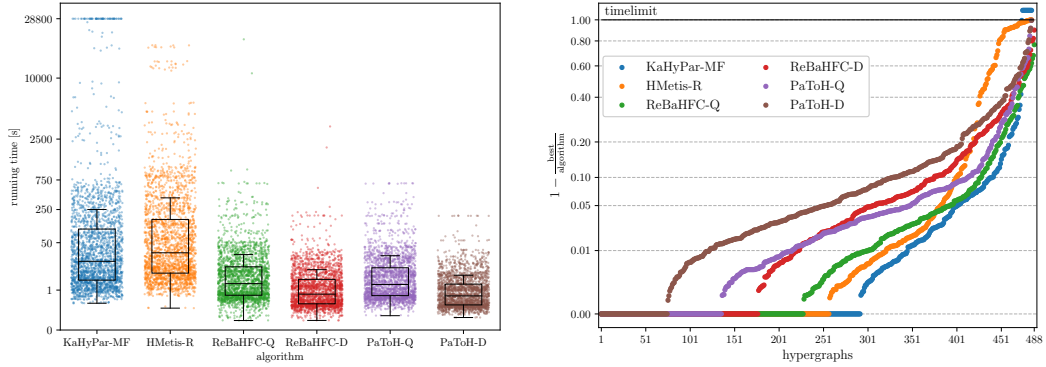 28800
10000
2500
750
250
50
1
0
running time [s]
KaHyPar-MF HMetis-R ReBaHFC-Q ReBaHFC-D PaToH-Q PaToH-D
algorithm
timelimit
1.00
0.80
0.60
0.40
0.20
0.10
0.05
0.01
0.00
1 − best/algorithm
KaHyPar-MF ReBaHFC-D
HMetis-R PaToH-Q
ReBaHFC-Q PaToH-D
1 51 101 151 201 251 301 351 401 451 488
hypergraphs